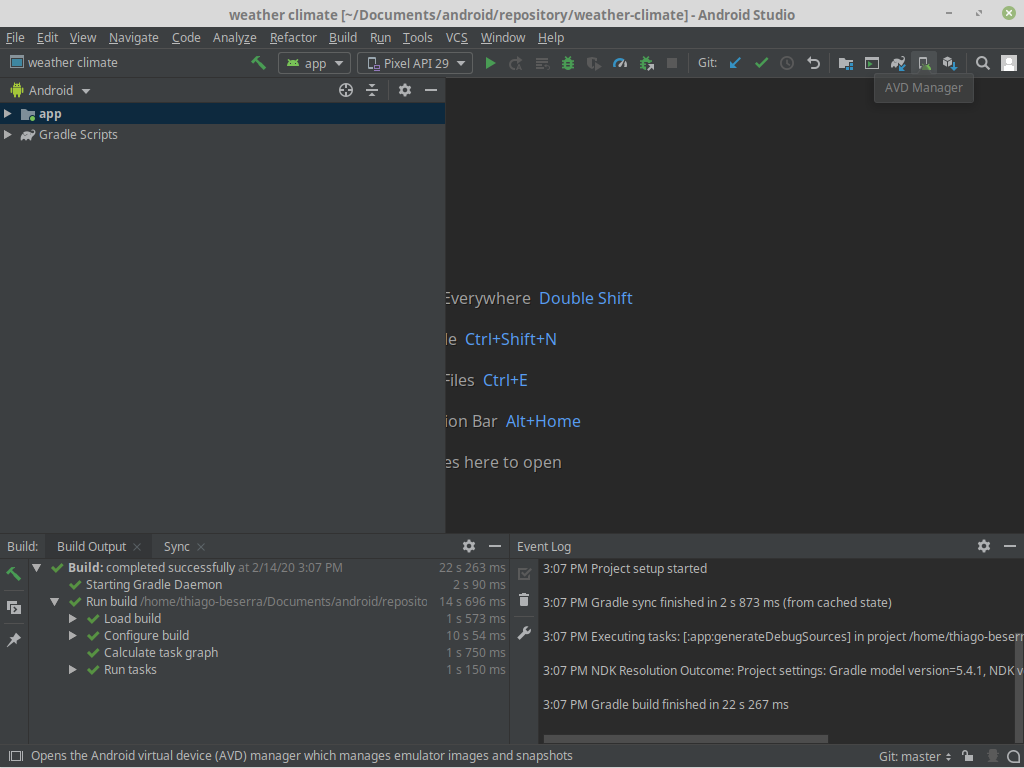 weather climate [~/Documents/android/repository/weather-climate] - Android Studio
File Edit View Navigate Code Analyze Refactor Build Run Tools VCS Window Help
weather climate app Pixel API 29 Git:
AVD Manager
Android
app
Gradle Scripts
Everywhere Double Shift
le Ctrl+Shift+N
Files Ctrl+E
ion Bar Alt+Home
es here to open
Build: Build Output Sync
Build: completed successfully at 2/14/20 3:07 PM 22 s 263 ms
Starting Gradle Daemon 2 s 90 ms
Run build /home/thiago-beserra/Documents/android/reposito 14 s 696 ms
Load build 1 s 573 ms
Configure build 10 s 54 ms
Calculate task graph 1 s 750 ms
Run tasks 1 s 150 ms
Event Log
3:07 PM Project setup started
3:07 PM Gradle sync finished in 2 s 873 ms (from cached state)
3:07 PM Executing tasks: [:app:generateDebugSources] in project /home/thiago-beserr
3:07 PM NDK Resolution Outcome: Project settings: Gradle model version=5.4.1, NDK v
3:07 PM Gradle build finished in 22 s 267 ms
Opens the Android virtual device (AVD) manager which manages emulator images and snapshots Git: master